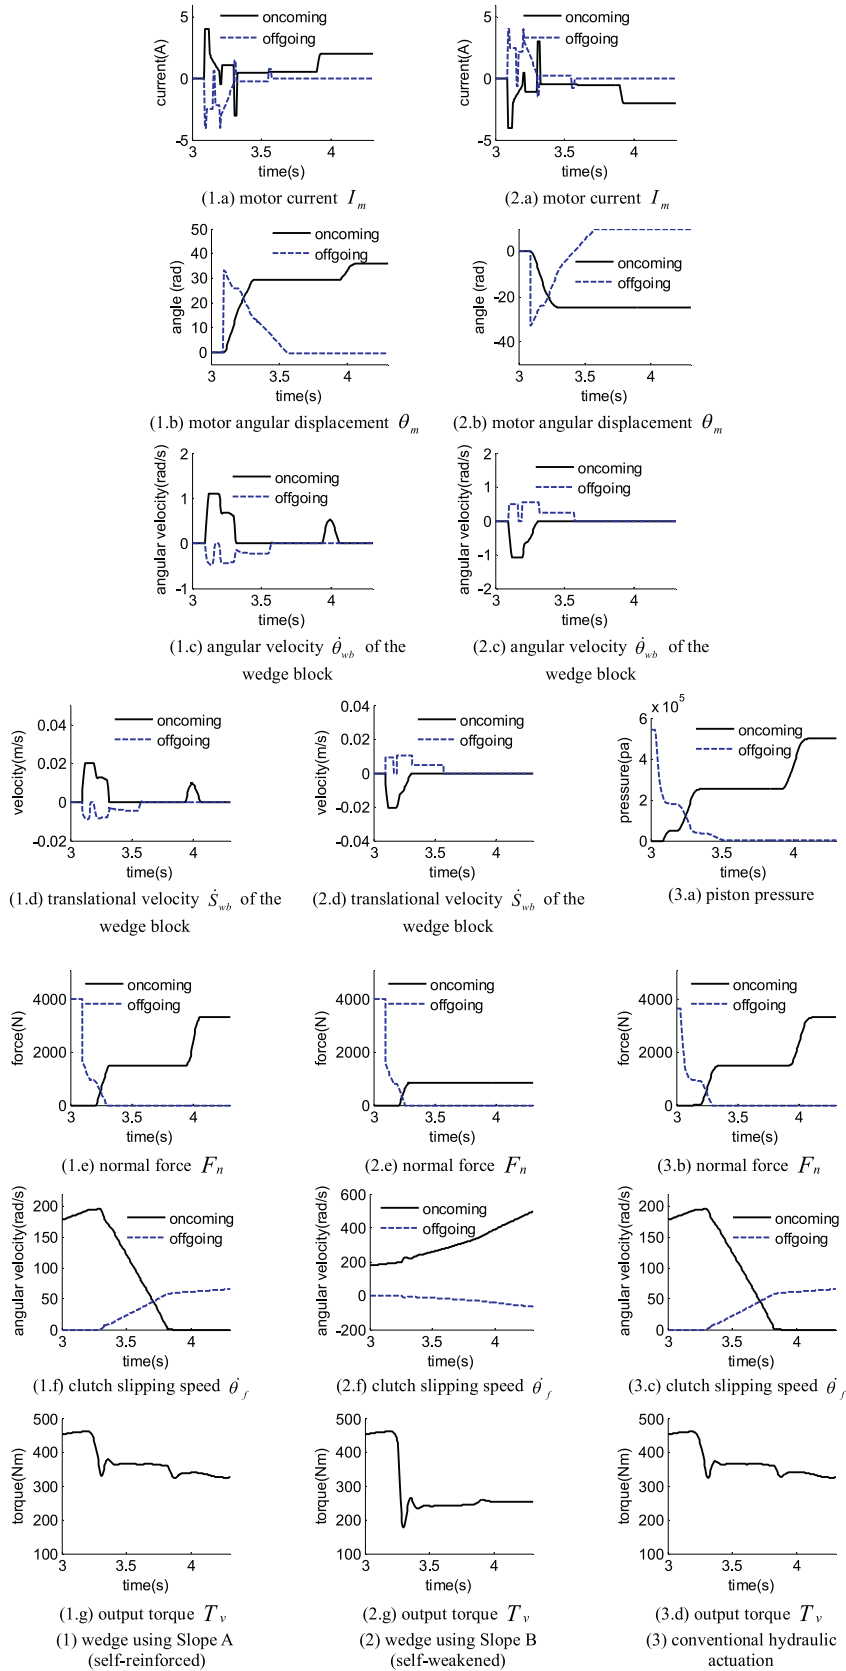 oncoming
offgoing
current(A)
5
0
-5
3
3.5
4
time(s)
(1.a) motor current I m
oncoming
offgoing
current(A)
5
0
-5
3
3.5
4
time(s)
(2.a) motor current I m
oncoming
offgoing
angle (rad)
50
40
30
20
10
0
3
3.5
4
time(s)
(1.b) motor angular displacement θ m
oncoming
offgoing
angle (rad)
0
-20
-40
3
3.5
4
time(s)
(2.b) motor angular displacement θ m
oncoming
offgoing
angular velocity(rad/s)
2
1
0
-1
3
3.5
4
time(s)
(1.c) angular velocity θ̇ wb of the
wedge block
oncoming
offgoing
angular velocity(rad/s)
2
1
0
-1
-2
3
3.5
4
time(s)
(2.c) angular velocity θ̇ wb of the
wedge block
oncoming
offgoing
velocity(m/s)
0.04
0.02
0
-0.02
3
3.5
4
time(s)
(1.d) translational velocity Ṡ wb of the
wedge block
oncoming
offgoing
velocity(m/s)
0.04
0.02
0
-0.02
-0.04
3
3.5
4
time(s)
(2.d) translational velocity Ṡ wb of the
wedge block
x 10^5
oncoming
offgoing
pressure(pa)
6
4
2
0
3
3.5
4
time(s)
(3.a) piston pressure
oncoming
offgoing
force(N)
4000
2000
0
3
3.5
4
time(s)
(1.e) normal force F n
oncoming
offgoing
force(N)
4000
2000
0
3
3.5
4
time(s)
(2.e) normal force F n
oncoming
offgoing
force(N)
4000
2000
0
3
3.5
4
time(s)
(3.b) normal force F n
oncoming
offgoing
angular velocity(rad/s)
200
150
100
50
0
3
3.5
4
time(s)
(1.f) clutch slipping speed θ̇ f
oncoming
offgoing
angular velocity(rad/s)
600
400
200
0
-200
3
3.5
4
time(s)
(2.f) clutch slipping speed θ̇ f
oncoming
offgoing
angular velocity(rad/s)
200
150
100
50
0
3
3.5
4
time(s)
(3.c) clutch slipping speed θ̇ f
torque(Nm)
500
400
300
200
100
3
3.5
4
time(s)
(1.g) output torque T v
torque(Nm)
500
400
300
200
100
3
3.5
4
time(s)
(2.g) output torque T v
torque(Nm)
500
400
300
200
100
3
3.5
4
time(s)
(3.d) output torque T v
(1) wedge using Slope A
(self-reinforced)
(2) wedge using Slope B
(self-weakened)
(3) conventional hydraulic
actuation